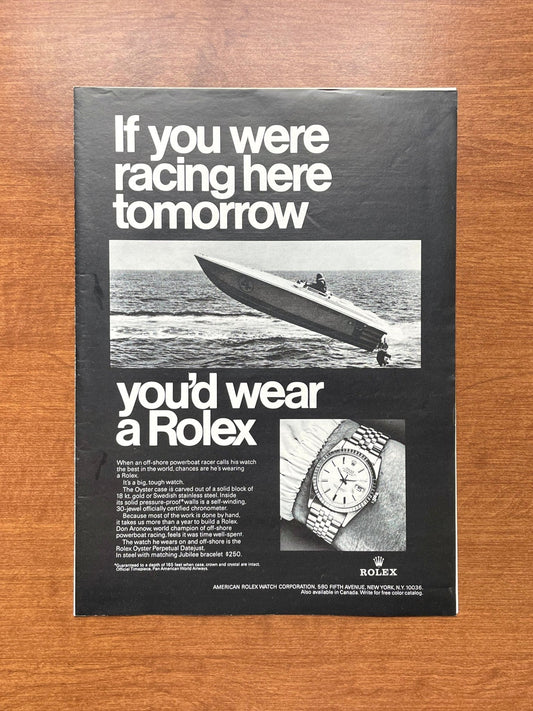 If you were
racing here
tomorrow
you'd wear
a Rolex
When an off-shore powerboat racer calls his watch
the best in the world, chances are he's wearing
a Rolex.
It's a big, tough watch.
The Oyster case is carved out of a solid block of
18 kt. gold or Swedish stainless steel. Inside
its solid pressure-proof* walls is a self-winding,
30-jewel officially certified chronometer.
Because most of the work is done by hand,
it takes us more than a year to build a Rolex.
Don Aronow, world champion of off-shore
powerboat racing, feels it was time well-spent.
The watch he wears on and off-shore is the
Rolex Oyster Perpetual Datejust.
In steel with matching Jubilee bracelet $250.
*Guaranteed to a depth of 165 feet when case, crown and crystal are intact.
Official Timepiece, Pan American World Airways.
ROLEX
AMERICAN ROLEX WATCH CORPORATION, 580 FIFTH AVENUE, NEW YORK, N.Y. 10036.
Also available in Canada. Write for free color catalog.